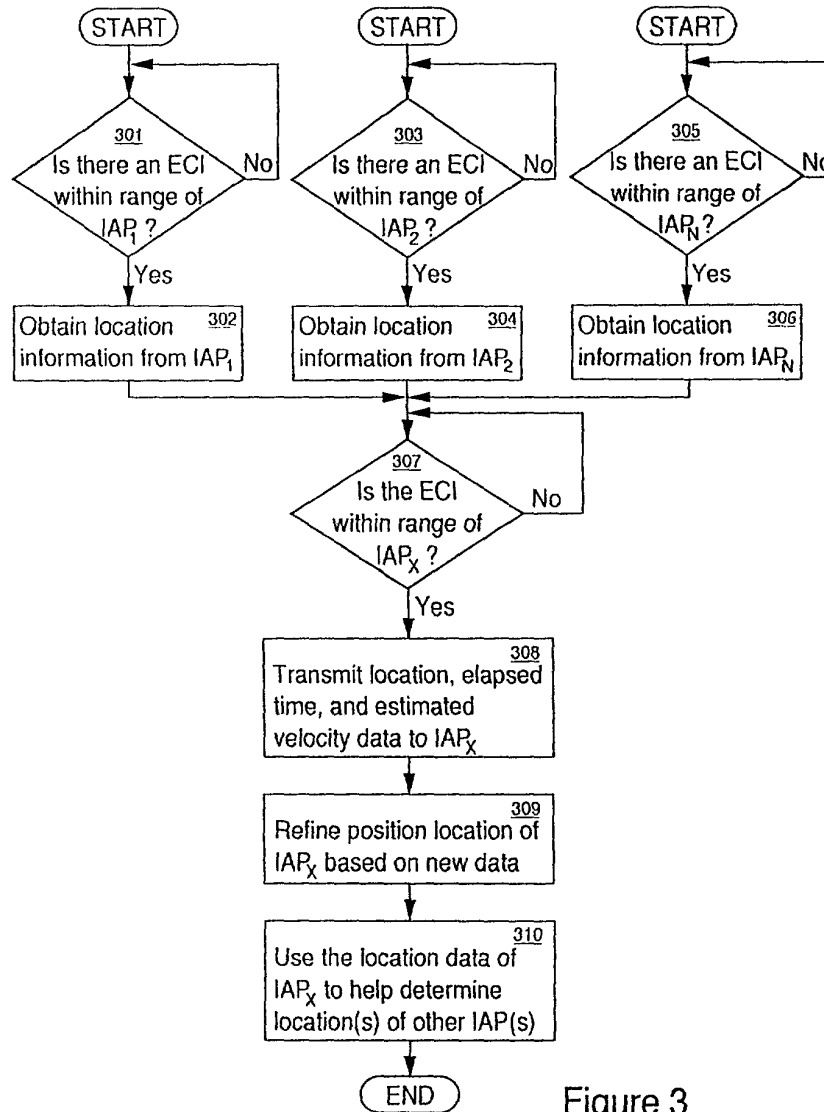 START
301
Is there an ECI
within range of
IAP1 ?
No
Yes
Obtain location 302
information from IAP1
START
303
Is there an ECI
within range of
IAP2 ?
No
Yes
Obtain location 304
information from IAP2
START
305
Is there an ECI
within range of
IAPN ?
No
Yes
Obtain location 306
information from IAPN
307
Is the ECI
within range of
IAPX ?
No
Yes
308
Transmit location, elapsed
time, and estimated
velocity data to IAPX
309
Refine position location of
IAPX based on new data
310
Use the location data of
IAPX to help determine
location(s) of other IAP(s)
END
Figure 3